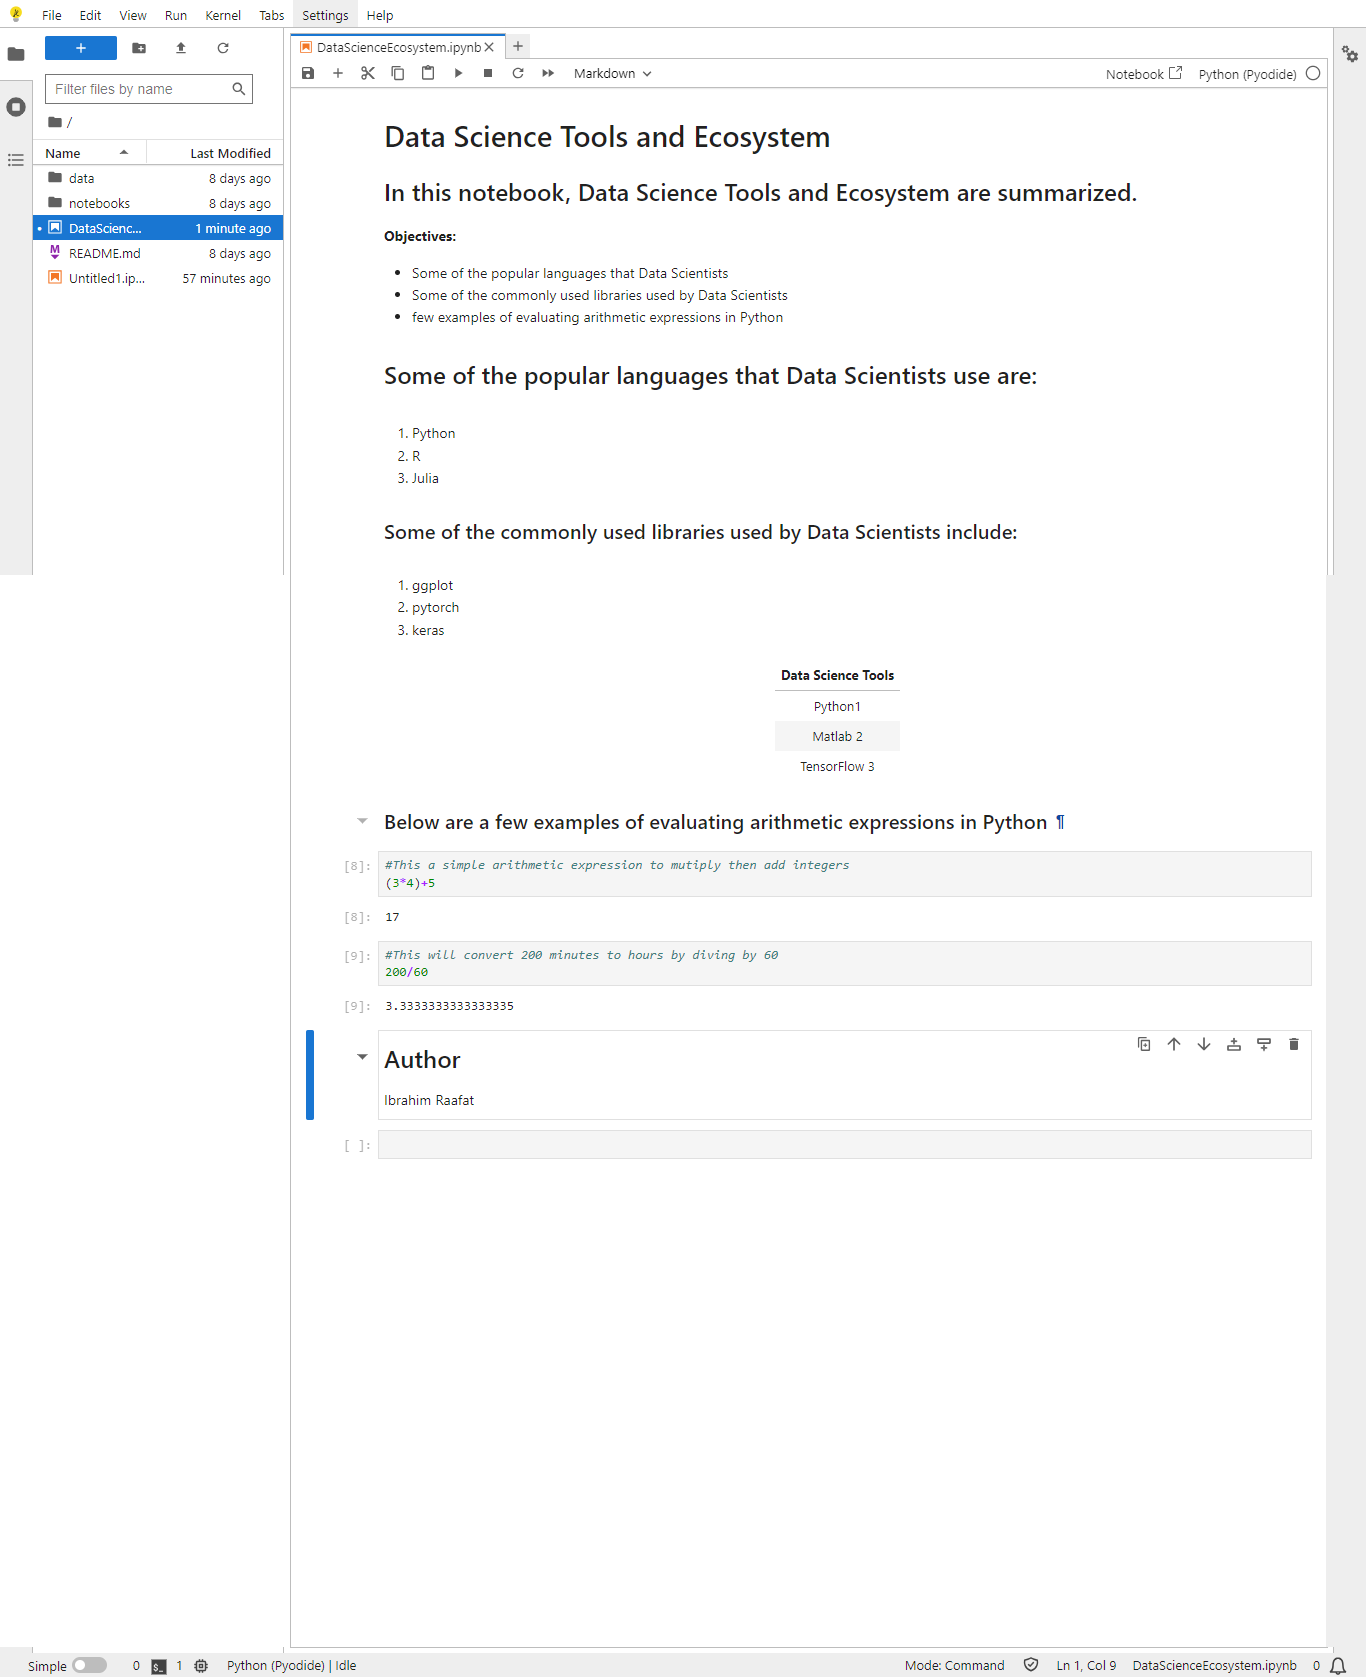 File Edit View Run Kernel Tabs Settings Help
+
Filter files by name
/
Name Last Modified
data 8 days ago
notebooks 8 days ago
DataScienc... 1 minute ago
README.md 8 days ago
Untitled1.ip... 57 minutes ago
DataScienceEcosystem.ipynb
Markdown
Notebook
Python (Pyodide)
Data Science Tools and Ecosystem
In this notebook, Data Science Tools and Ecosystem are summarized.
Objectives:
• Some of the popular languages that Data Scientists
• Some of the commonly used libraries used by Data Scientists
• few examples of evaluating arithmetic expressions in Python
Some of the popular languages that Data Scientists use are:
1. Python
2. R
3. Julia
Some of the commonly used libraries used by Data Scientists include:
1. ggplot
2. pytorch
3. keras
Data Science Tools
Python1
Matlab 2
TensorFlow 3
Below are a few examples of evaluating arithmetic expressions in Python ¶
[8]: #This a simple arithmetic expression to mutiply then add integers
(3*4)+5
[8]: 17
[9]: #This will convert 200 minutes to hours by diving by 60
200/60
[9]: 3.3333333333333335
Author
Ibrahim Raafat
[ ]:
Simple 0 $_ 1 Python (Pyodide) | Idle Mode: Command Ln 1, Col 9 DataScienceEcosystem.ipynb 0